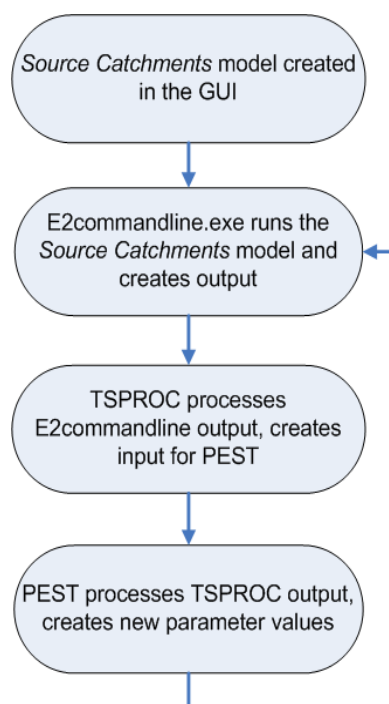 Source Catchments model created
in the GUI
E2commandline.exe runs the
Source Catchments model and
creates output
TSPROC processes
E2commandline output, creates
input for PEST
PEST processes TSPROC output,
creates new parameter values